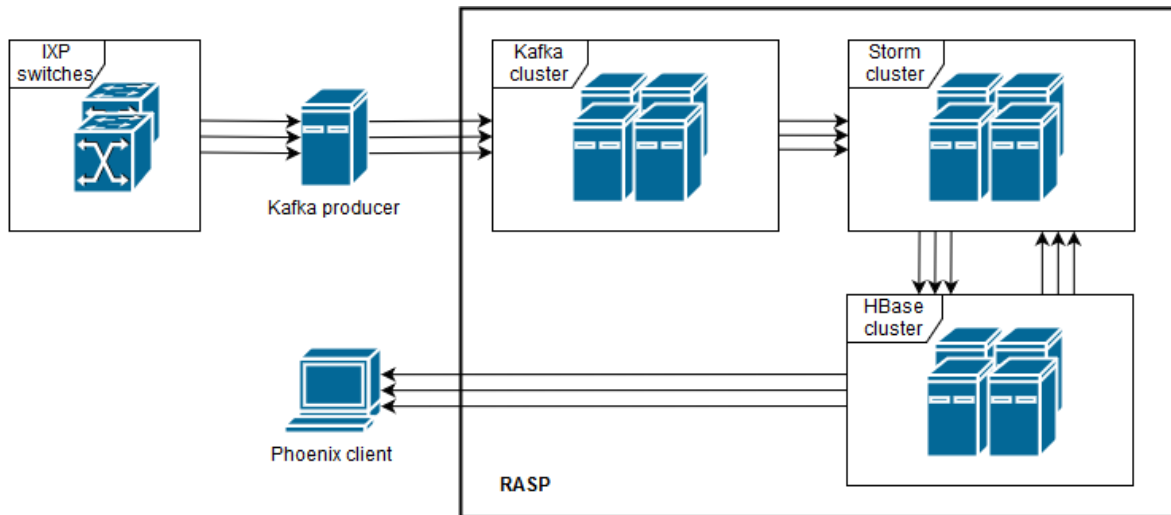 IXP
switches
Kafka producer
Kafka
cluster
Storm
cluster
HBase
cluster
Phoenix client
RASP